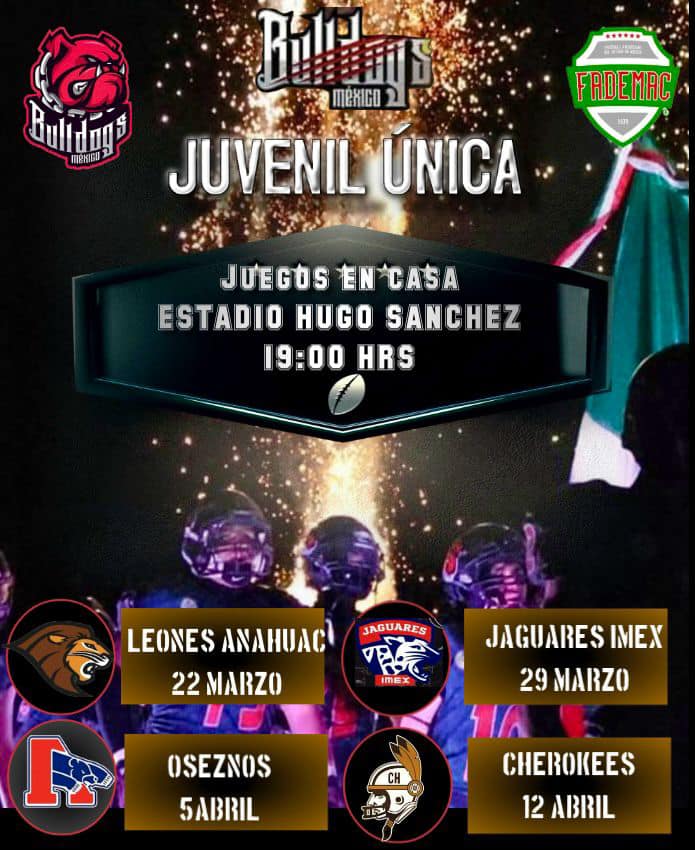 Bulldogs
MÉXICO
Bulldogs
MÉXICO
FADEMAC
JUVENIL ÚNICA
JUEGOS EN CASA
ESTADIO HUGO SANCHEZ
19:00 HRS
LEONES ANAHUAC
22 MARZO
JAGUARES
IMEX
JAGUARES IMEX
29 MARZO
OSEZNOS
5ABRIL
CH
CHEROKEES
12 ABRIL